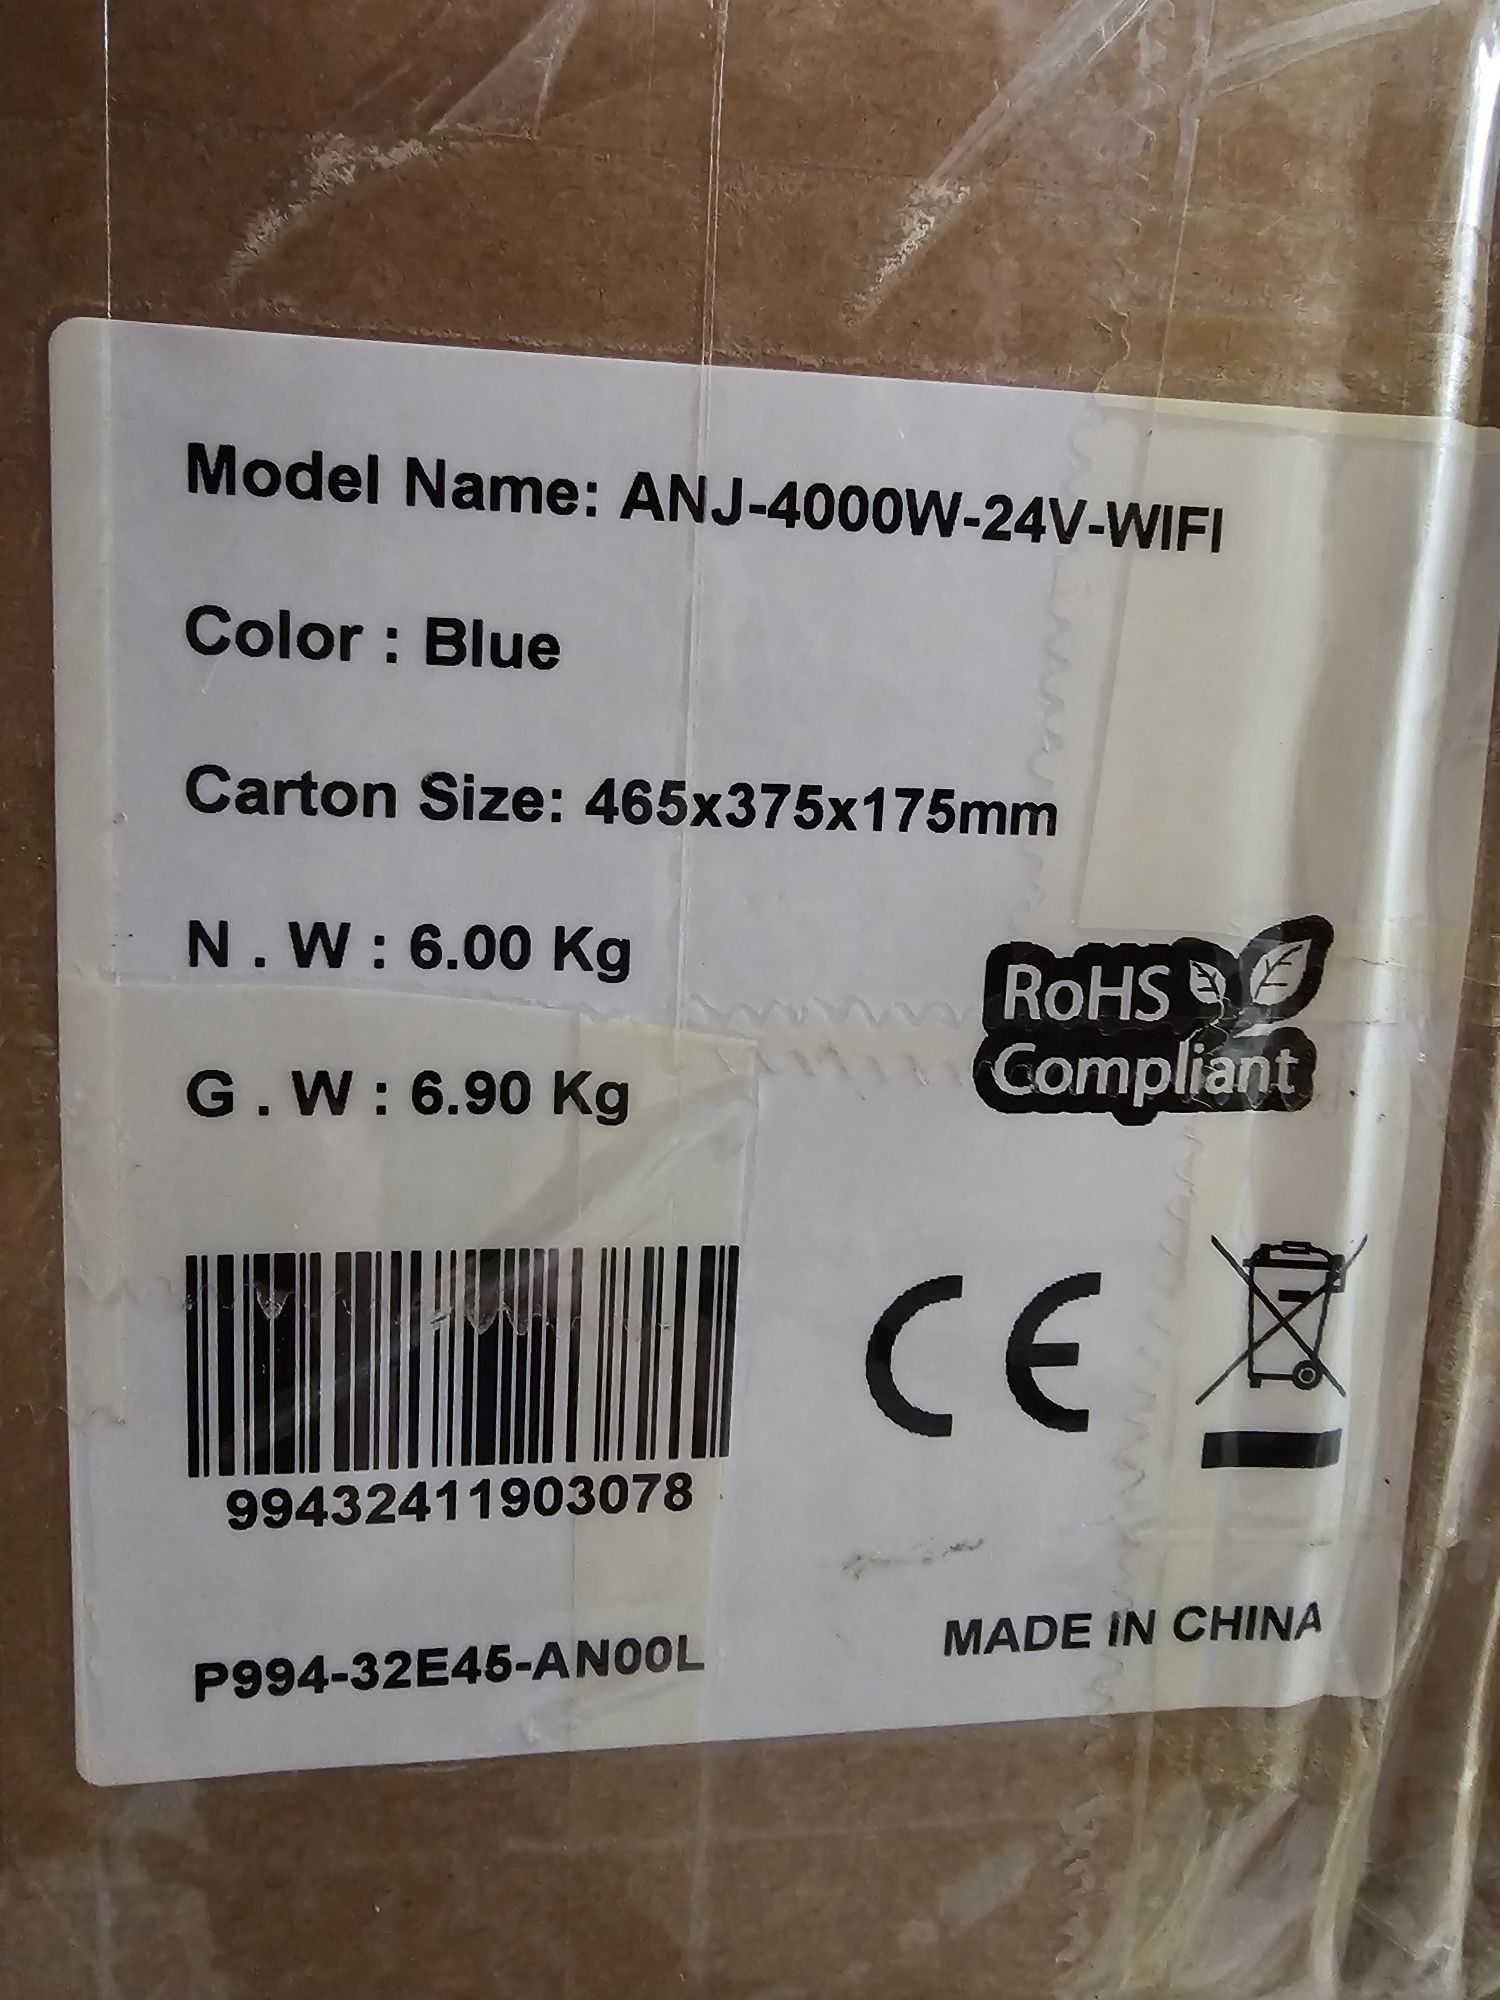 Model Name: ANJ-4000W-24V-WIFI
Color : Blue
Carton Size: 465x375x175mm
N . W : 6.00 Kg
G . W : 6.90 Kg
RoHS
Compliant
CE
99432411903078
P994-32E45-AN00L
MADE IN CHINA